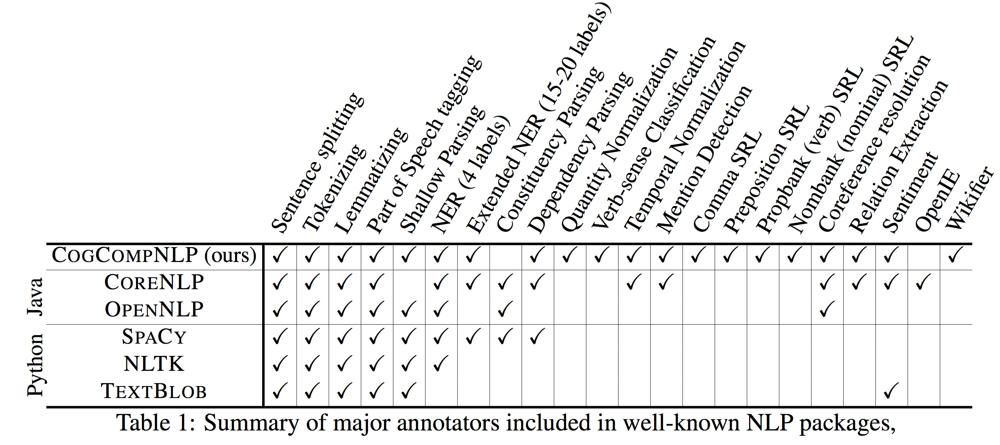 Sentence splitting
Tokenizing
Lemmatizing
Part of Speech tagging
Shallow Parsing
NER (4 labels)
Extended NER (15-20 labels)
Constituency Parsing
Dependency Parsing
Quantity Normalization
Verb-sense Classification
Temporal Normalization
Mention Detection
Comma SRL
Preposition SRL
Propbank (verb) SRL
Nombank (nominal) SRL
Coreference resolution
Relation Extraction
Sentiment
OpenIE
Wikifier
COGCOMPNLP (ours) ✓ ✓ ✓ ✓ ✓ ✓ ✓ ✓ ✓ ✓ ✓ ✓ ✓ ✓ ✓ ✓ ✓ ✓ ✓ ✓
Java
CORENLP ✓ ✓ ✓ ✓ ✓ ✓ ✓ ✓ ✓ ✓ ✓ ✓ ✓ ✓
OPENNLP ✓ ✓ ✓ ✓ ✓ ✓ ✓ ✓
Python
SPACY ✓ ✓ ✓ ✓ ✓ ✓ ✓ ✓ ✓
NLTK ✓ ✓ ✓ ✓ ✓ ✓
TEXTBLOB ✓ ✓ ✓ ✓ ✓ ✓
Table 1: Summary of major annotators included in well-known NLP packages,